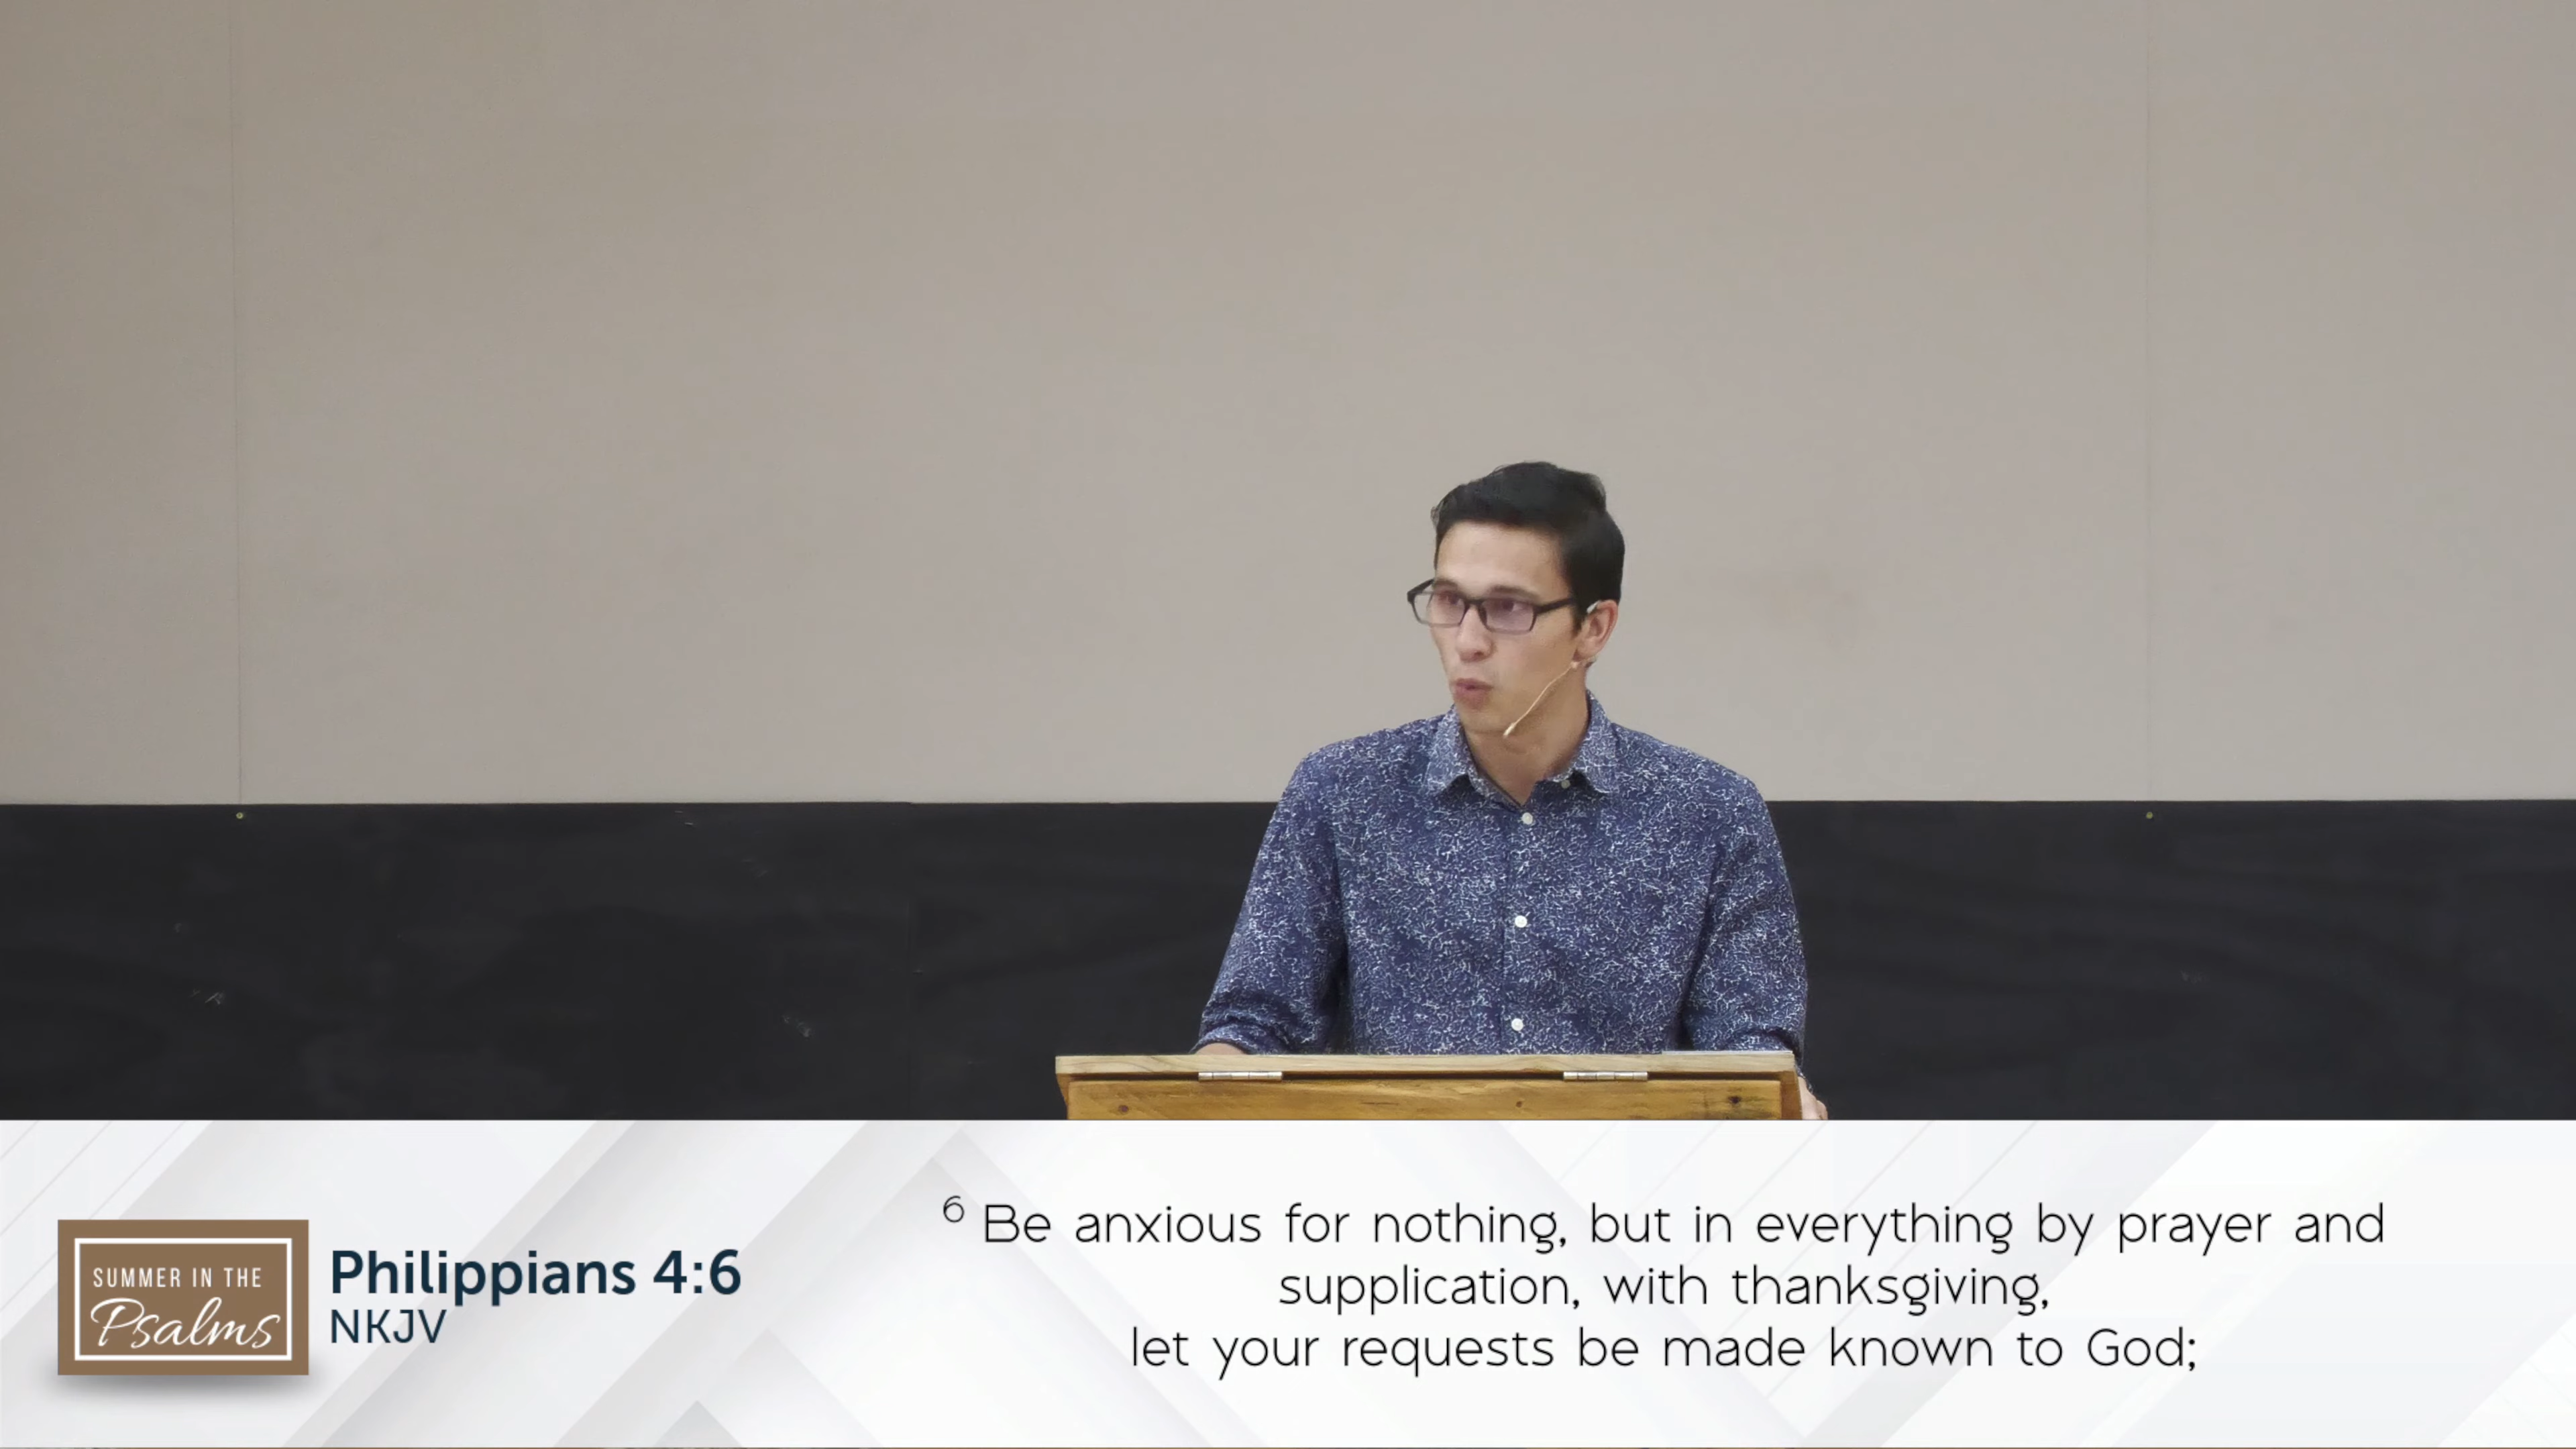 SUMMER IN THE
Psalms
Philippians 4:6
NKJV
6 Be anxious for nothing, but in everything by prayer and
supplication, with thanksgiving,
let your requests be made known to God;